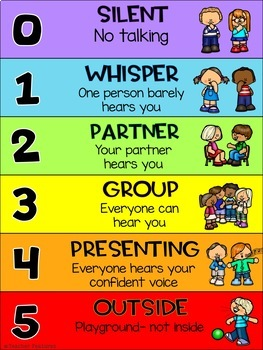 0
SILENT
No talking
1
WHISPER
One person barely
hears you
2
PARTNER
Your partner
hears you
3
GROUP
Everyone can
hear you
4
PRESENTING
Everyone hears your
confident voice
5
OUTSIDE
Playground- not inside